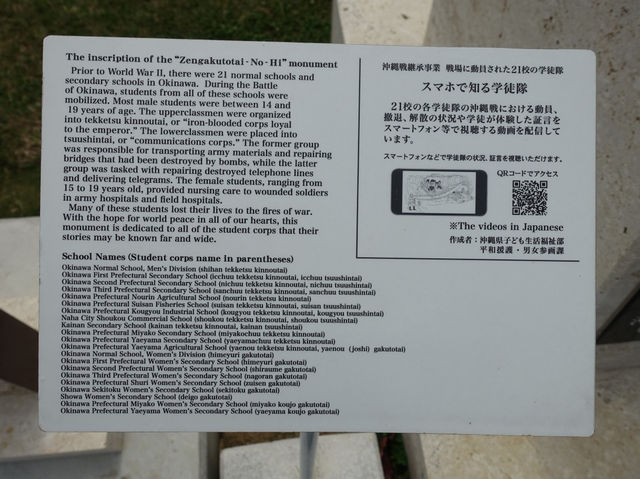 The inscription of the "Zengakutotai-No-Hi" monument
Prior to World War II, there were 21 normal schools and
secondary schools in Okinawa. During the Battle
of Okinawa, students from all of these schools were
mobilized. Most male students were between 14 and
19 years of age. The upperclassmen were organized
into tekketsu kinnoutai, or "iron-blooded corps loyal
to the emperor." The lowerclassmen were placed into
tsuushintai, or "communications corps." The former group
was responsible for transporting army materials and repairing
bridges that had been destroyed by bombs, while the latter
group was tasked with repairing destroyed telephone lines
and delivering telegrams. The female students, ranging from
15 to 19 years old, provided nursing care to wounded soldiers
in army hospitals and field hospitals.
Many of these students lost their lives to the fires of war.
With the hope for world peace in all of our hearts, this
monument is dedicated to all of the student corps that their
stories may be known far and wide.
School Names (Student corps name in parentheses)
Okinawa Normal School, Men's Division (shihan tekketsu kinnoutai)
Okinawa First Prefectural Secondary School (icchuu tekketsu kinnoutai, icchuu tsuushintai)
Okinawa Second Prefectural Secondary School (nichuu tekketsu kinnoutai, nichuu tsuushintai)
Okinawa Third Prefectural Secondary School (sanchuu tekketsu kinnoutai, sanchuu tsuushintai)
Okinawa Prefectural Nourin Agricultural School (nourin tekketsu kinnoutai)
Okinawa Prefectural Suisan Fisheries School (suisan tekketsu kinnoutai, suisan tsuushintai)
Okinawa Prefectural Kougyou Industrial School (kougyou tekketsu kinnoutai, kougyou tsuushintai)
Naha City Shoukou Commercial School (shoukou tekketsu kinnoutai, shoukou tsuushintai)
Kainan Secondary School (kainan tekketsu kinnoutai, kainan tsuushintai)
Okinawa Prefectural Miyako Secondary School (miyakochuu tekketsu kinnoutai)
Okinawa Prefectural Yaeyama Secondary School (yaeyamachuu tekketsu kinnoutai)
Okinawa Prefectural Yaeyama Agricultural School (yaenou tekketsu kinnoutai, yaenou (joshi) gakutotai)
Okinawa Normal School, Women's Division (himeyuri gakutotai)
Okinawa First Prefectural Women's Secondary School (himeyuri gakutotai)
Okinawa Second Prefectural Women's Secondary School (shiraume gakutotai)
Okinawa Third Prefectural Women's Secondary School (nagoran gakutotai)
Okinawa Prefectural Shuri Women's Secondary School (zuisen gakutotai)
Okinawa Sekitoku Women's Secondary School (sekitoku gakutotai)
Showa Women's Secondary School (deigo gakutotai)
Okinawa Prefectural Miyako Women's Secondary School (miyako koujo gakutotai)
Okinawa Prefectural Yaeyama Women's Secondary School (yaeyama koujo gakutotai)
沖縄戦継承事業 戦場に動員された21校の学徒隊
スマホで知る学徒隊
21校の各学徒隊の沖縄戦における動員、
撤退、解散の状況や学徒が体験した証言を
スマートフォン等で視聴する動画を配信して
います。
スマートフォンなどで学徒隊の状況、証言を視聴いただけます。
QRコードでアクセス
※The videos in Japanese
作成者：沖縄県子ども生活福祉部
平和援護・男女参画課